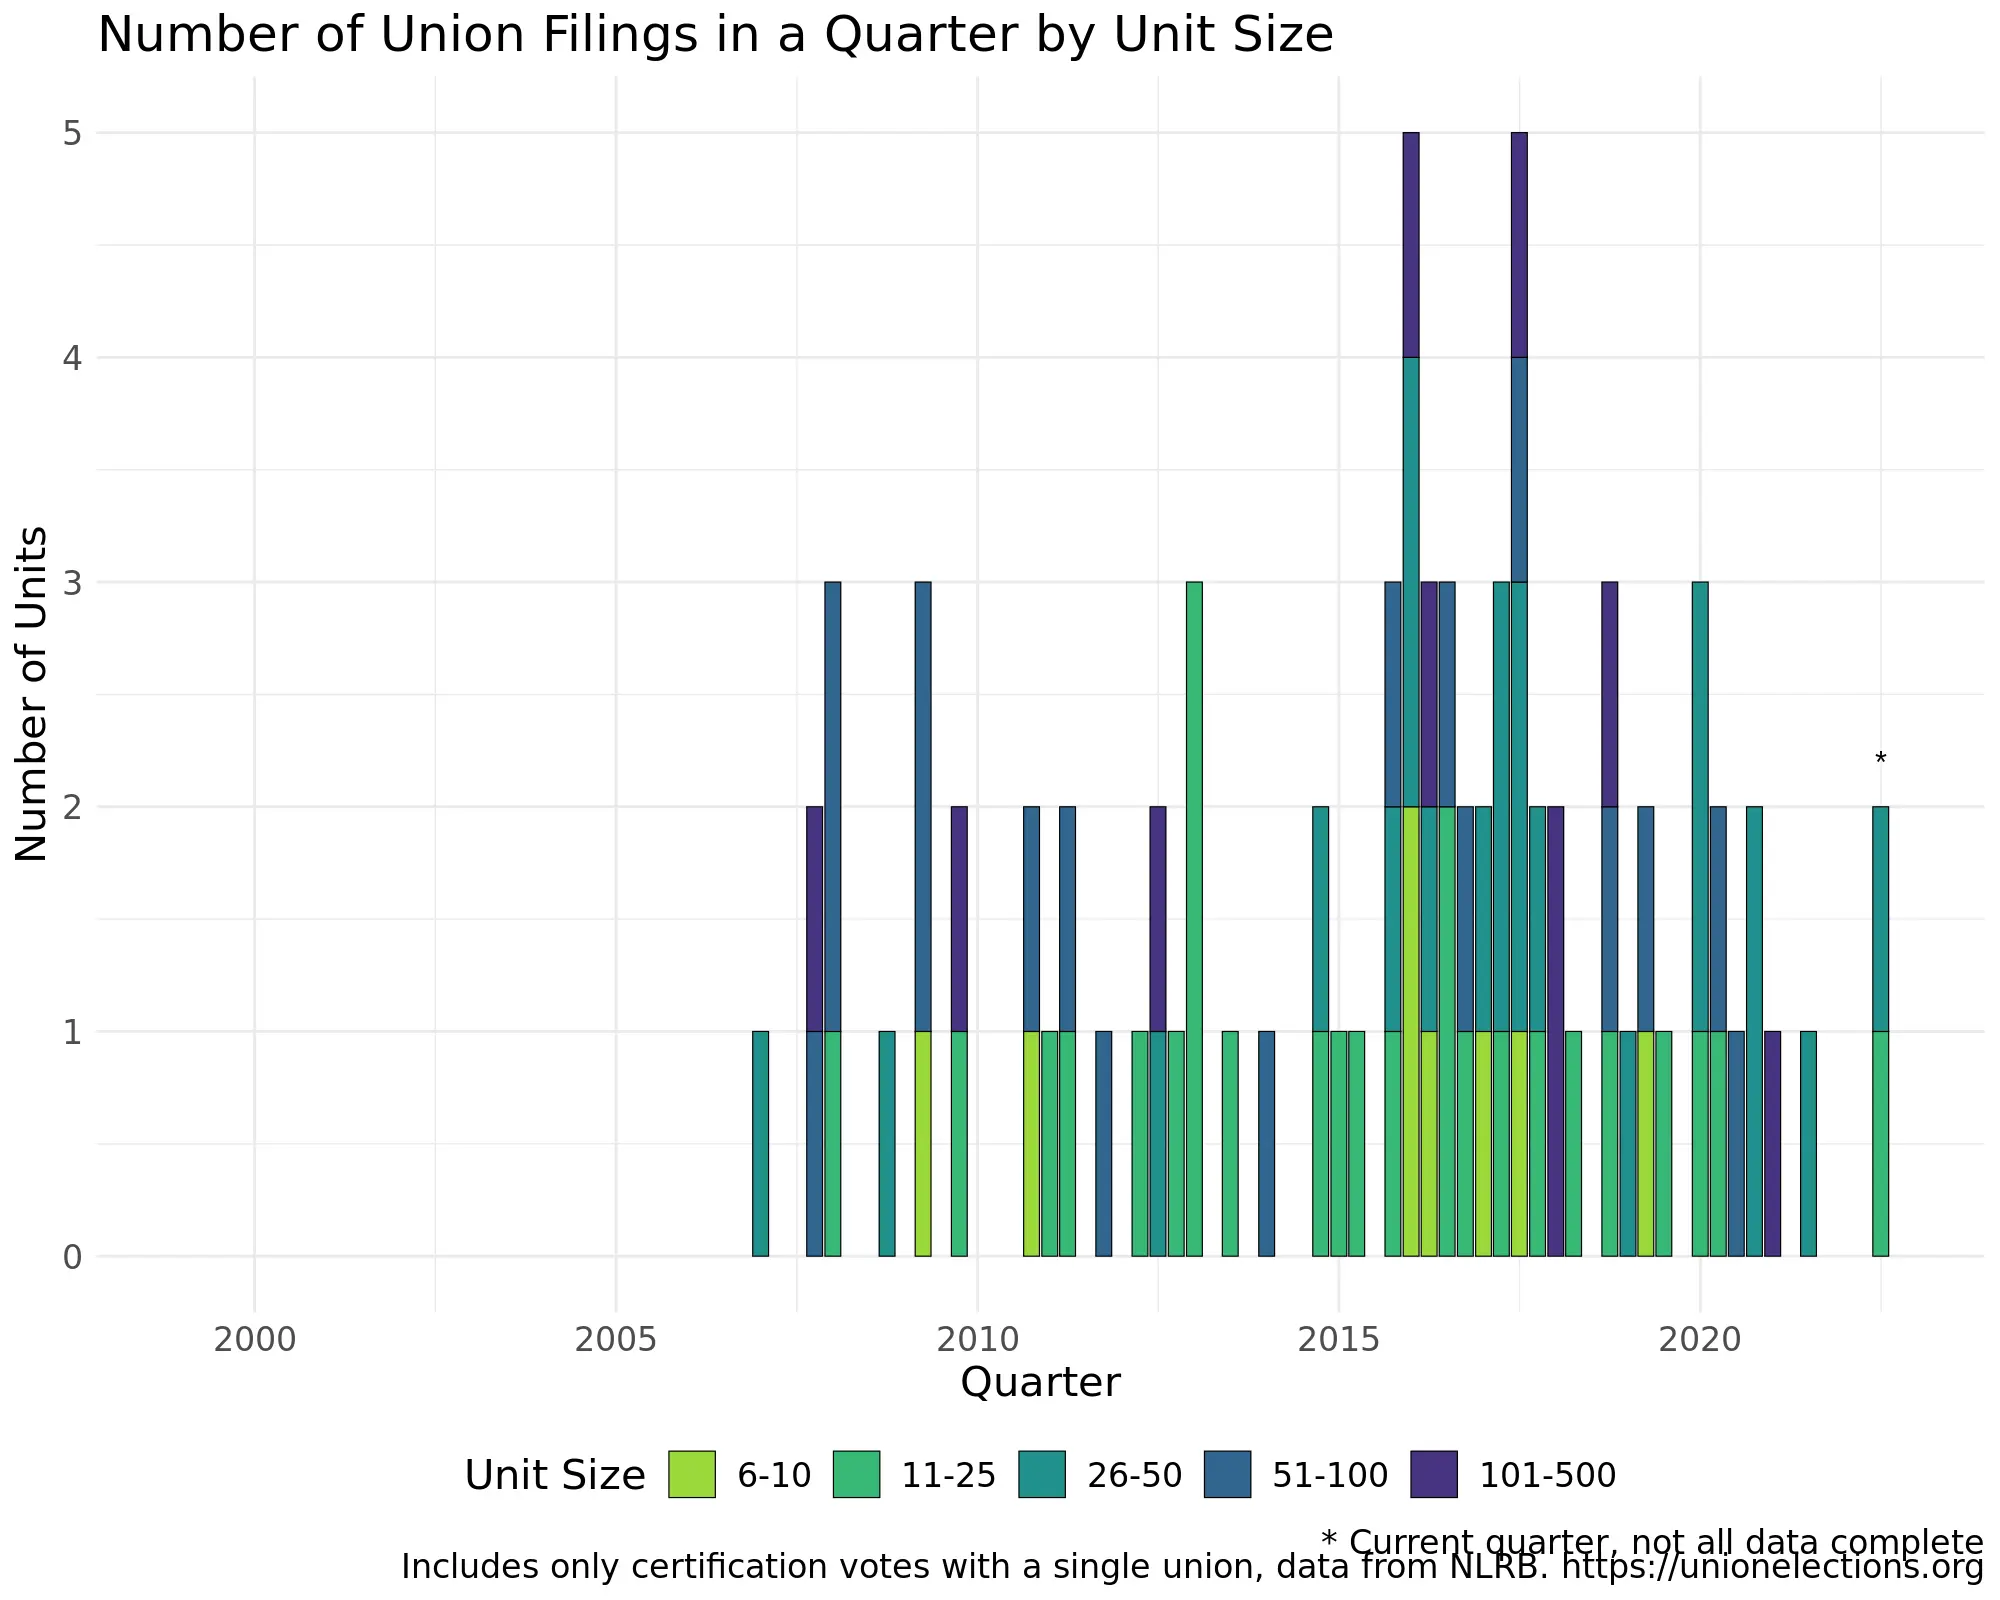 Number of Union Filings in a Quarter by Unit Size
Number of Units
5
4
3
2
1
0
*
2000 2005 2010 2015 2020
Quarter
Unit Size 6-10 11-25 26-50 51-100 101-500
* Current quarter, not all data complete
Includes only certification votes with a single union, data from NLRB. https://unionelections.org